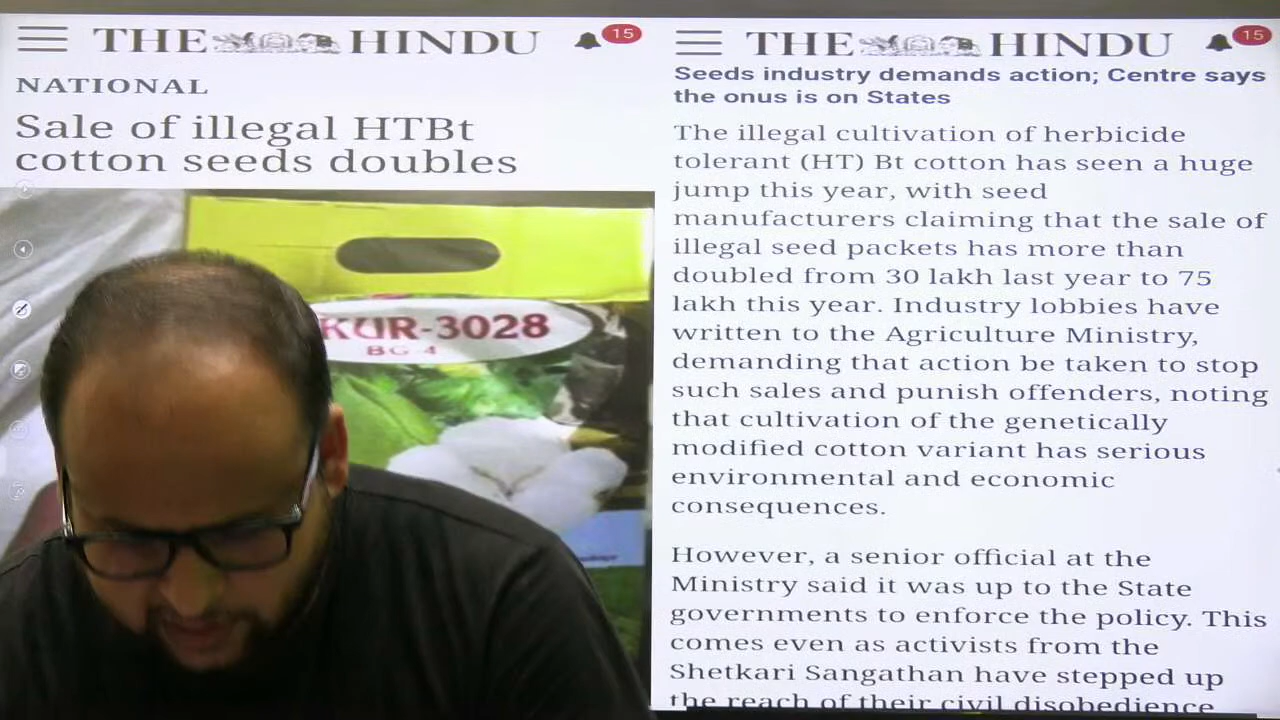 THE HINDU
15
NATIONAL
Sale of illegal HTBt
cotton seeds doubles
KUR-3028
BG-4
THE HINDU
15
Seeds industry demands action; Centre says
the onus is on States
The illegal cultivation of herbicide
tolerant (HT) Bt cotton has seen a huge
jump this year, with seed
manufacturers claiming that the sale of
illegal seed packets has more than
doubled from 30 lakh last year to 75
lakh this year. Industry lobbies have
written to the Agriculture Ministry,
demanding that action be taken to stop
such sales and punish offenders, noting
that cultivation of the genetically
modified cotton variant has serious
environmental and economic
consequences.
However, a senior official at the
Ministry said it was up to the State
governments to enforce the policy. This
comes even as activists from the
Shetkari Sangathan have stepped up
the reach of their civil disobedience